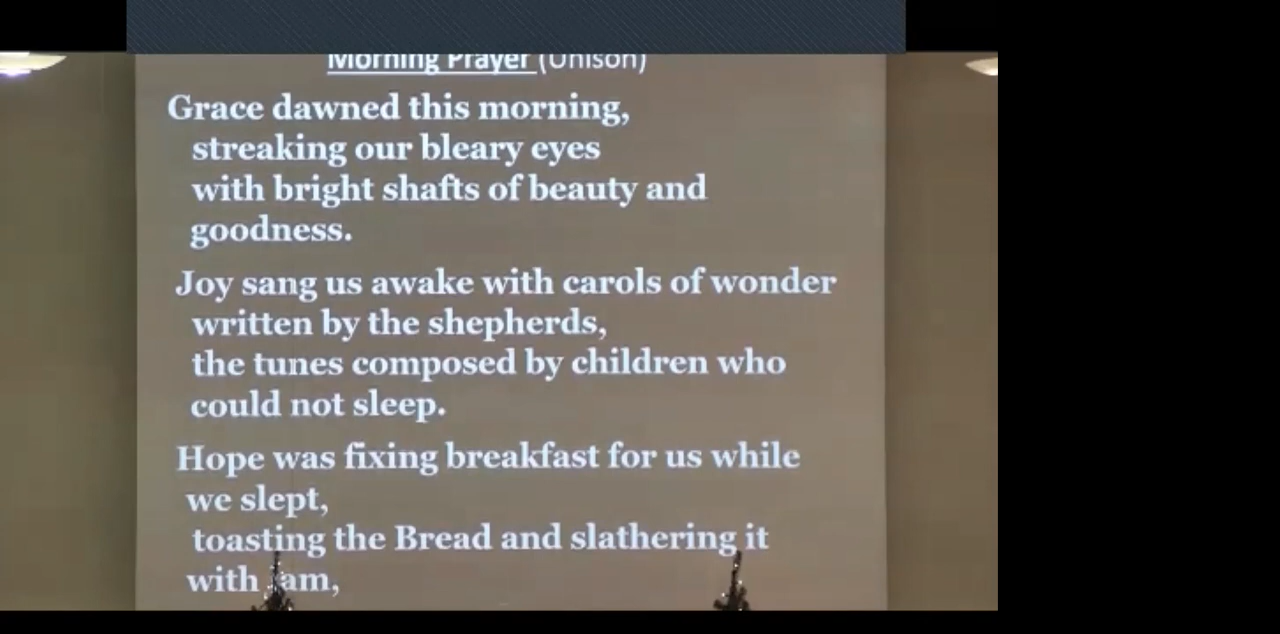 Morning Prayer (Unison)
Grace dawned this morning,
streaking our bleary eyes
with bright shafts of beauty and
goodness.
Joy sang us awake with carols of wonder
written by the shepherds,
the tunes composed by children who
could not sleep.
Hope was fixing breakfast for us while
we slept,
toasting the Bread and slathering it
with jam,